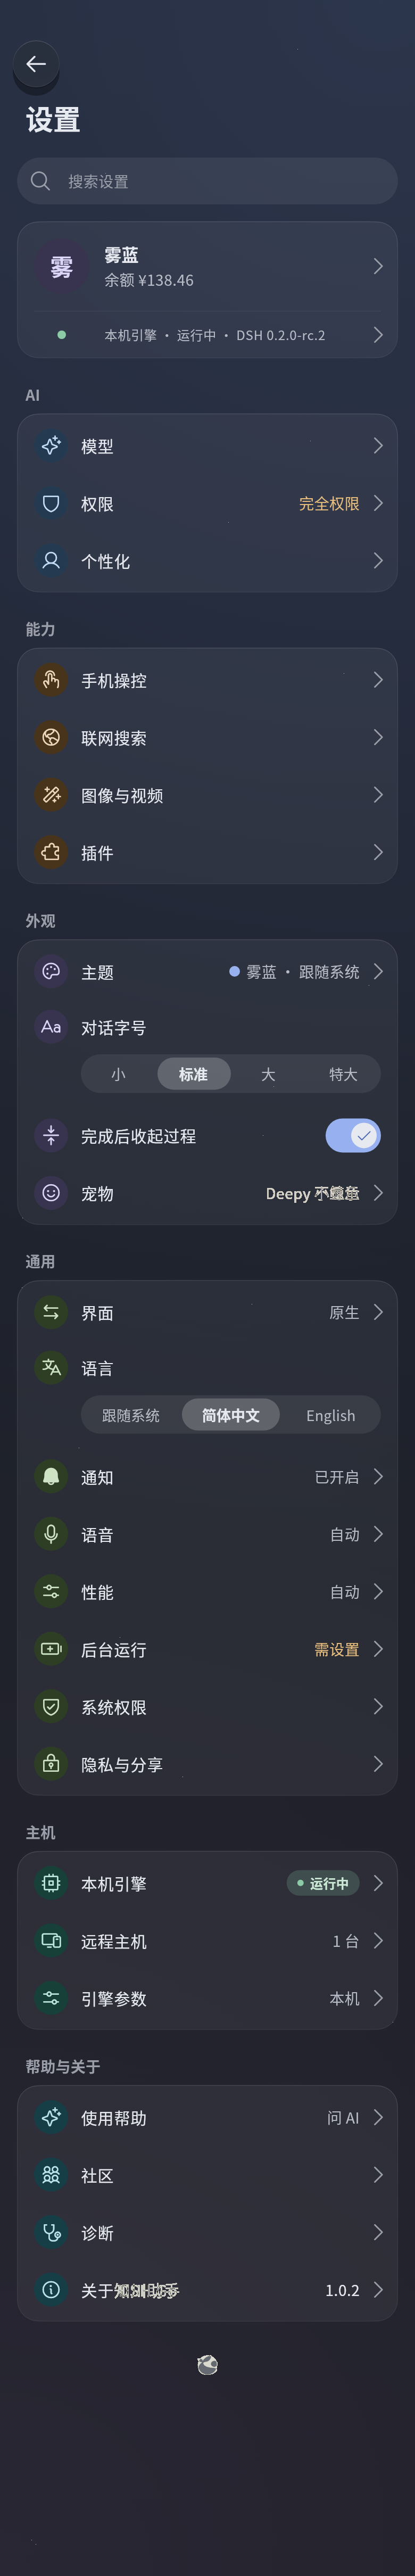 设置
搜索设置
雾
雾蓝
余额 ¥138.46
本机引擎 · 运行中 · DSH 0.2.0-rc.2
AI
模型
权限 完全权限
个性化
能力
手机操控
联网搜索
图像与视频
插件
外观
主题 雾蓝 · 跟随系统
Aa 对话字号
小 标准 大 特大
完成后收起过程
宠物 Deepy
通用
界面 原生
语言
跟随系统 简体中文 English
通知 已开启
语音 自动
性能 自动
后台运行 需设置
系统权限
隐私与分享
主机
本机引擎 运行中
远程主机 1 台
引擎参数 本机
帮助与关于
使用帮助 问 AI
社区
诊断
关于 1.0.2